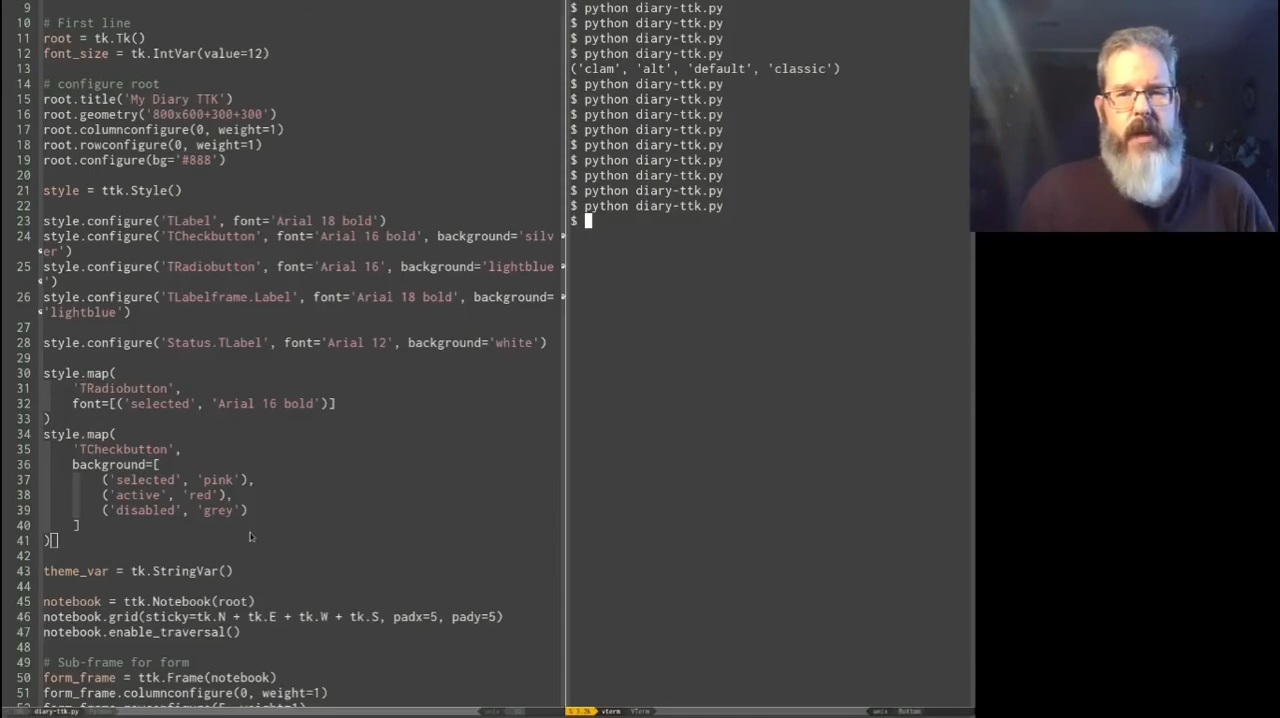 9
10 # First line
11 root = tk.Tk()
12 font_size = tk.IntVar(value=12)
13
14 # configure root
15 root.title('My Diary TTK')
16 root.geometry('800x600+300+300')
17 root.columnconfigure(0, weight=1)
18 root.rowconfigure(0, weight=1)
19 root.configure(bg='#888')
20
21 style = ttk.Style()
22
23 style.configure('TLabel', font='Arial 18 bold')
24 style.configure('TCheckbutton', font='Arial 16 bold', background='silv
er')
25 style.configure('TRadiobutton', font='Arial 16', background='lightblue
')
26 style.configure('TLabelframe.Label', font='Arial 18 bold', background=
'lightblue')
27
28 style.configure('Status.TLabel', font='Arial 12', background='white')
29
30 style.map(
31 'TRadiobutton',
32 font=[('selected', 'Arial 16 bold')]
33 )
34 style.map(
35 'TCheckbutton',
36 background=[
37 ('selected', 'pink'),
38 ('active', 'red'),
39 ('disabled', 'grey')
40 ]
41 )
42
43 theme_var = tk.StringVar()
44
45 notebook = ttk.Notebook(root)
46 notebook.grid(sticky=tk.N + tk.E + tk.W + tk.S, padx=5, pady=5)
47 notebook.enable_traversal()
48
49 # Sub-frame for form
50 form_frame = ttk.Frame(notebook)
51 form_frame.columnconfigure(0, weight=1)
diary-ttk.py Python unix
$ python diary-ttk.py
$ python diary-ttk.py
$ python diary-ttk.py
$ python diary-ttk.py
('clam', 'alt', 'default', 'classic')
$ python diary-ttk.py
$ python diary-ttk.py
$ python diary-ttk.py
$ python diary-ttk.py
$ python diary-ttk.py
$ python diary-ttk.py
$ python diary-ttk.py
$ python diary-ttk.py
$ python diary-ttk.py
$
vterm VTerm unix Bottom